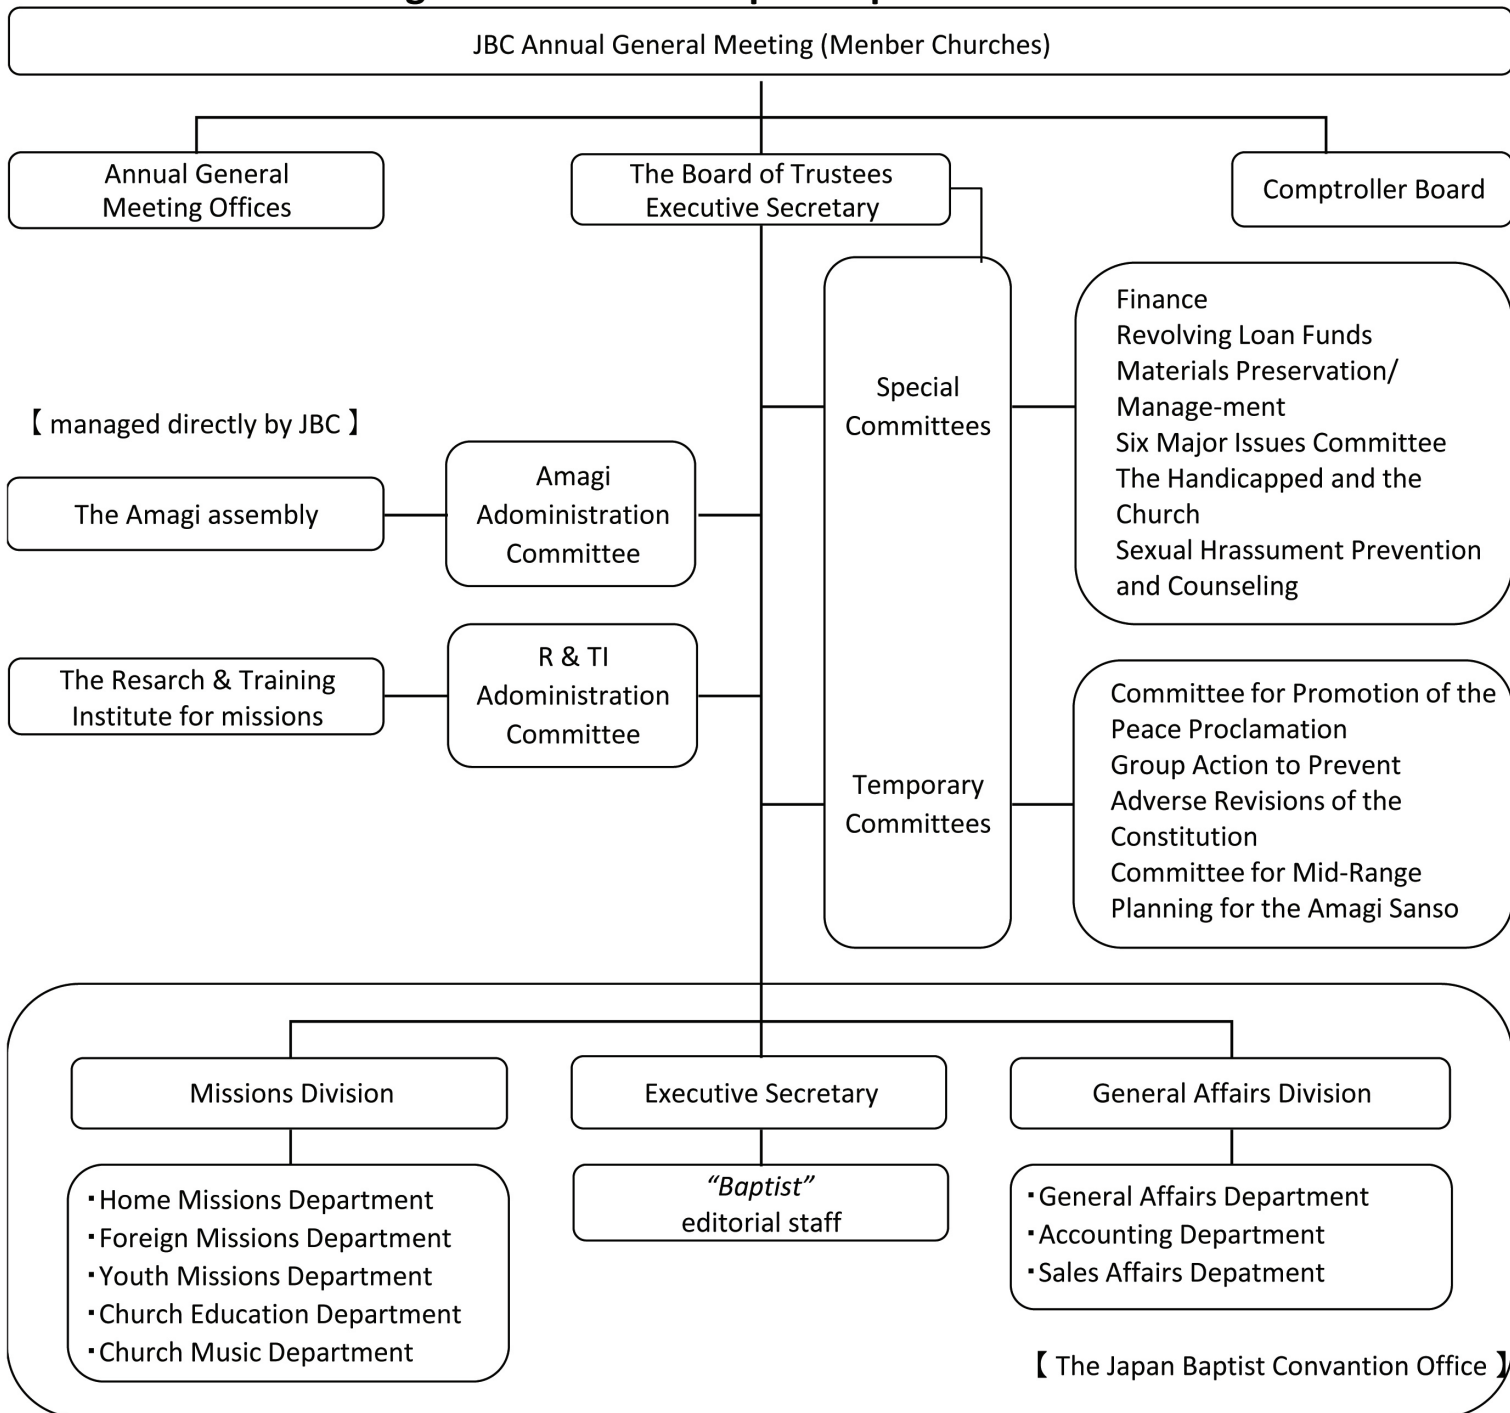 JBC Annual General Meeting (Menber Churches)
Annual General
Meeting Offices
The Board of Trustees
Executive Secretary
Comptroller Board
Special
Committees
Finance
Revolving Loan Funds
Materials Preservation/
Manage-ment
Six Major Issues Committee
The Handicapped and the
Church
Sexual Hrassument Prevention
and Counseling
【 managed directly by JBC 】
The Amagi assembly
Amagi
Adoministration
Committee
The Resarch & Training
Institute for missions
R & TI
Adoministration
Committee
Temporary
Committees
Committee for Promotion of the
Peace Proclamation
Group Action to Prevent
Adverse Revisions of the
Constitution
Committee for Mid-Range
Planning for the Amagi Sanso
Missions Division
Executive Secretary
General Affairs Division
・Home Missions Department
・Foreign Missions Department
・Youth Missions Department
・Church Education Department
・Church Music Department
“Baptist”
editorial staff
・General Affairs Department
・Accounting Department
・Sales Affairs Depatment
【 The Japan Baptist Convantion Office 】